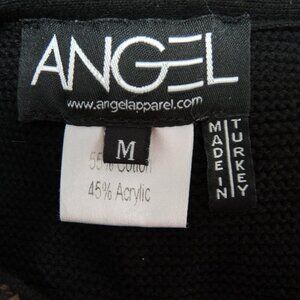 ANGEL
www.angelapparel.com
M
55% Cotton
45% Acrylic
MADE IN
TURKEY